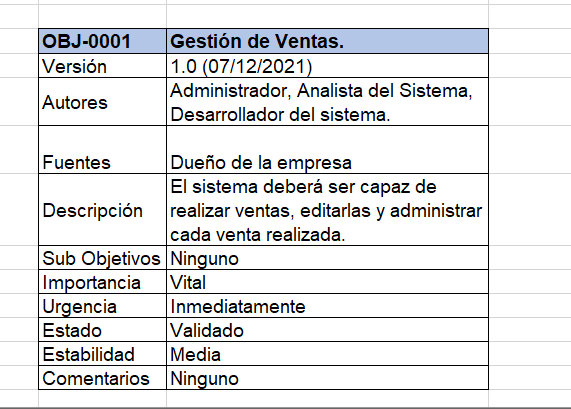 OBJ-0001 Gestión de Ventas.
Versión 1.0 (07/12/2021)
Autores Administrador, Analista del Sistema,
Desarrollador del sistema.
Fuentes Dueño de la empresa
Descripción El sistema deberá ser capaz de
realizar ventas, editarlas y administrar
cada venta realizada.
Sub Objetivos Ninguno
Importancia Vital
Urgencia Inmediatamente
Estado Validado
Estabilidad Media
Comentarios Ninguno